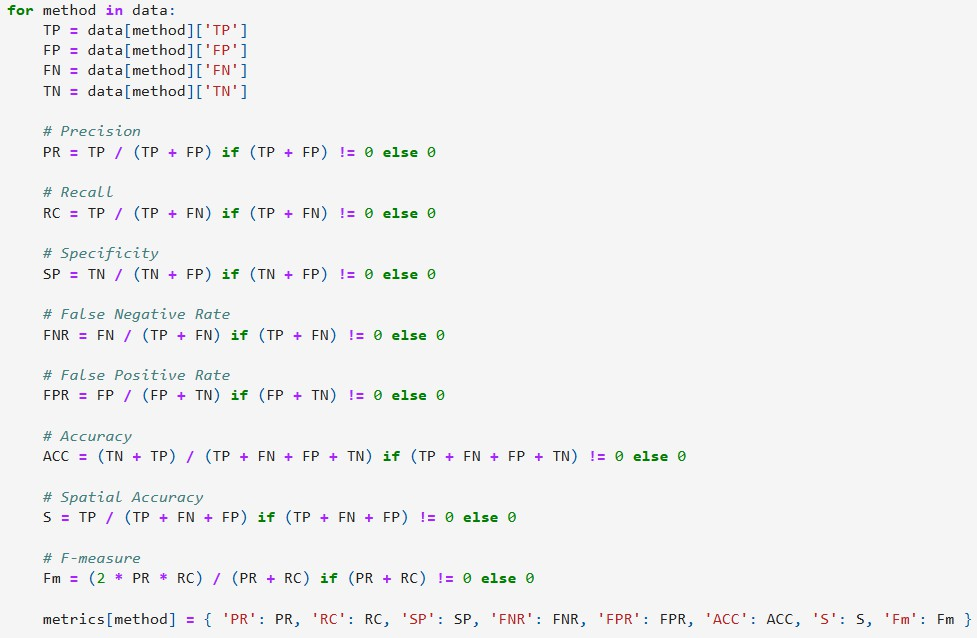 for method in data:
    TP = data[method]['TP']
    FP = data[method]['FP']
    FN = data[method]['FN']
    TN = data[method]['TN']

    # Precision
    PR = TP / (TP + FP) if (TP + FP) != 0 else 0

    # Recall
    RC = TP / (TP + FN) if (TP + FN) != 0 else 0

    # Specificity
    SP = TN / (TN + FP) if (TN + FP) != 0 else 0

    # False Negative Rate
    FNR = FN / (TP + FN) if (TP + FN) != 0 else 0

    # False Positive Rate
    FPR = FP / (FP + TN) if (FP + TN) != 0 else 0

    # Accuracy
    ACC = (TN + TP) / (TP + FN + FP + TN) if (TP + FN + FP + TN) != 0 else 0

    # Spatial Accuracy
    S = TP / (TP + FN + FP) if (TP + FN + FP) != 0 else 0

    # F-measure
    Fm = (2 * PR * RC) / (PR + RC) if (PR + RC) != 0 else 0

    metrics[method] = { 'PR': PR, 'RC': RC, 'SP': SP, 'FNR': FNR, 'FPR': FPR, 'ACC': ACC, 'S': S, 'Fm': Fm }